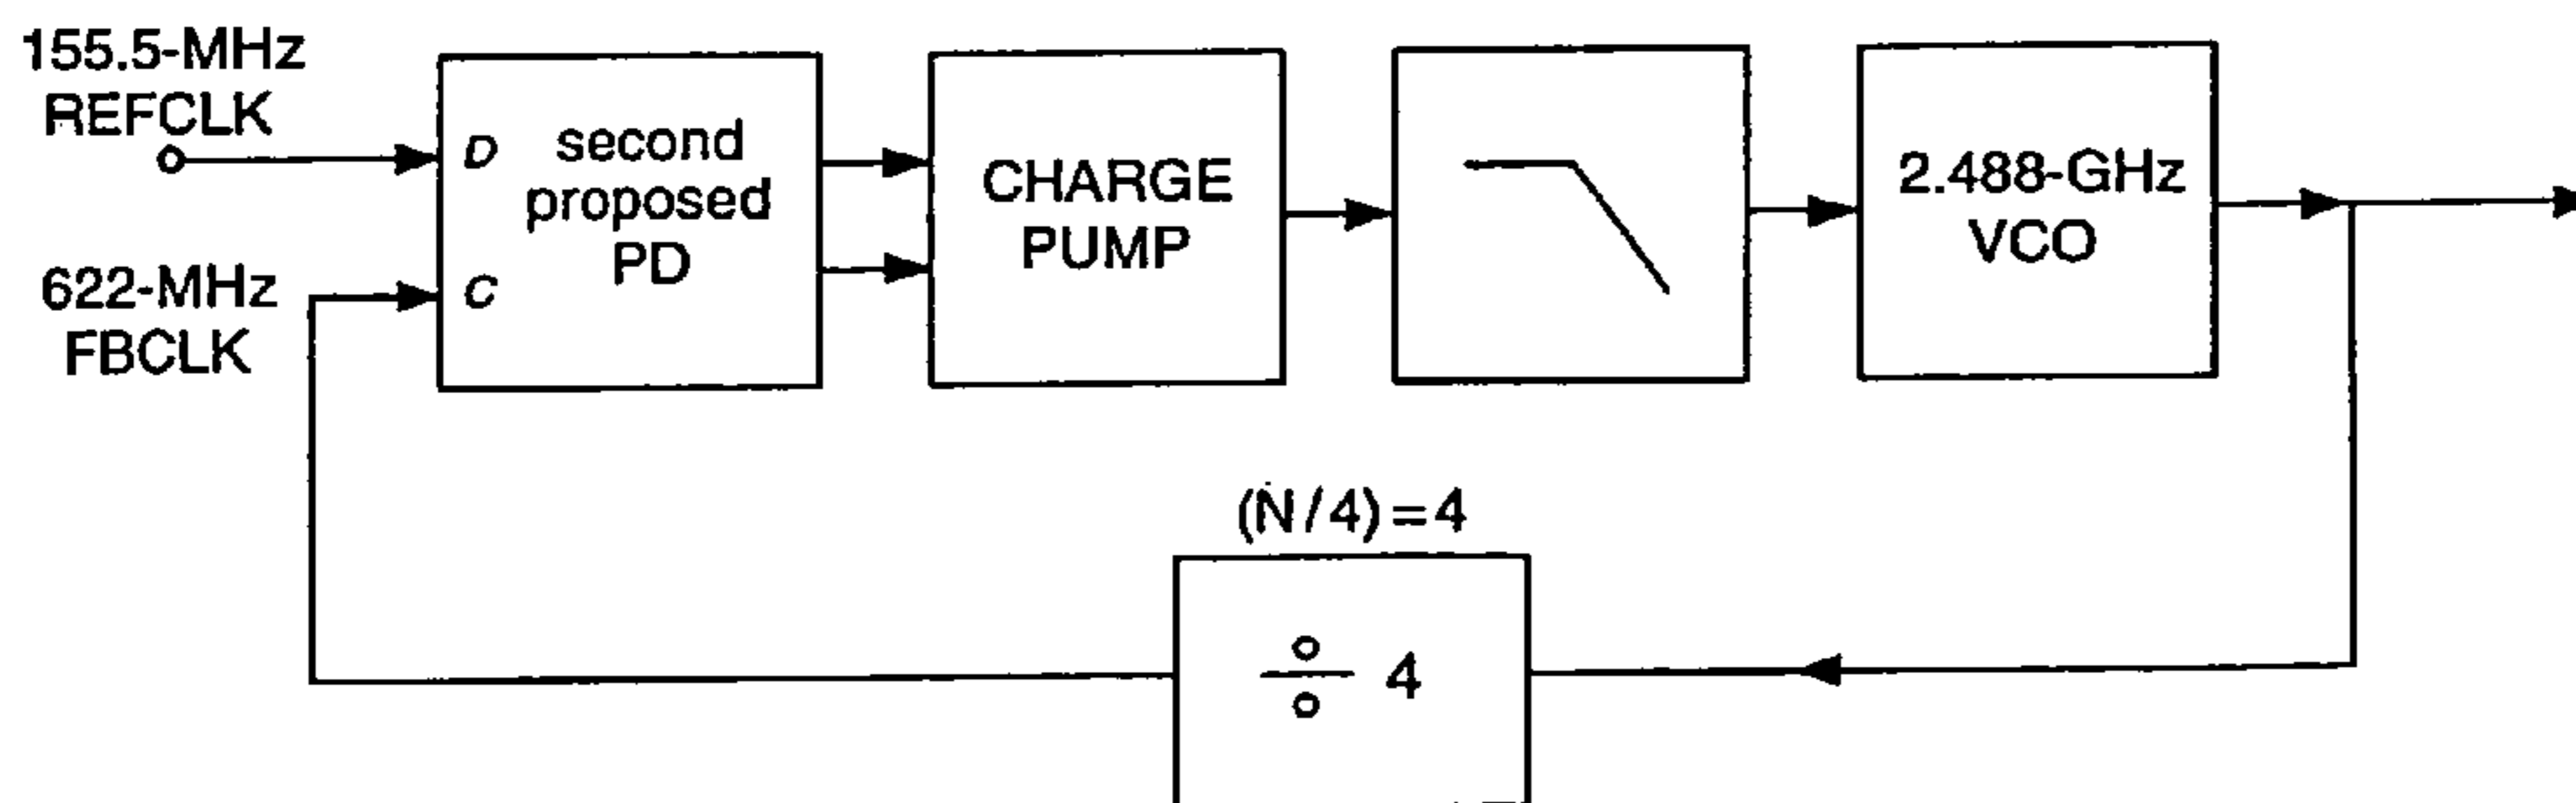 155.5-MHz
REFCLK
D
second
proposed
PD
C
622-MHz
FBCLK
CHARGE
PUMP
2.488-GHz
VCO
(N/4)=4
÷ 4